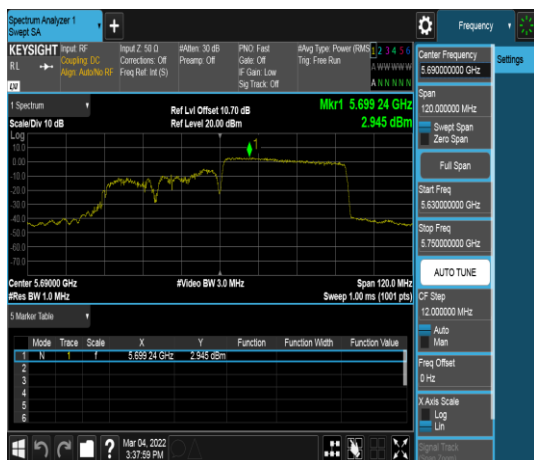 Spectrum Analyzer 1
Swept SA
Frequency
KEYSIGHT
RL
LXI
Input: RF
Coupling: DC
Align: Auto/No RF
Input Z: 50 Ω
Corrections: Off
Freq Ref: Int (S)
#Atten: 30 dB
Preamp: Off
PNO: Fast
Gate: Off
IF Gain: Low
Sig Track: Off
#Avg Type: Power (RMS
Trig: Free Run
1 2 3 4 5 6
A W W W W W
A N N N N N
1 Spectrum
Scale/Div 10 dB
Ref Lvl Offset 10.70 dB
Ref Level 20.00 dBm
Mkr1 5.699 24 GHz
2.945 dBm
Log
10.0
0.00
-10.0
-20.0
-30.0
-40.0
-50.0
-60.0
-70.0
1
Center 5.69000 GHz
#Res BW 1.0 MHz
#Video BW 3.0 MHz
Span 120.0 MHz
Sweep 1.00 ms (1001 pts)
5 Marker Table
Mode Trace Scale X Y Function Function Width Function Value
1 N 1 f 5.699 24 GHz 2.945 dBm
2
3
4
5
6
Mar 04, 2022
3:37:59 PM
Center Frequency
5.690000000 GHz
Settings
Span
120.000000 MHz
Swept Span
Zero Span
Full Span
Start Freq
5.630000000 GHz
Stop Freq
5.750000000 GHz
AUTO TUNE
CF Step
12.000000 MHz
Auto
Man
Freq Offset
0 Hz
X Axis Scale
Log
Lin
Signal Track
(Span Zoom)